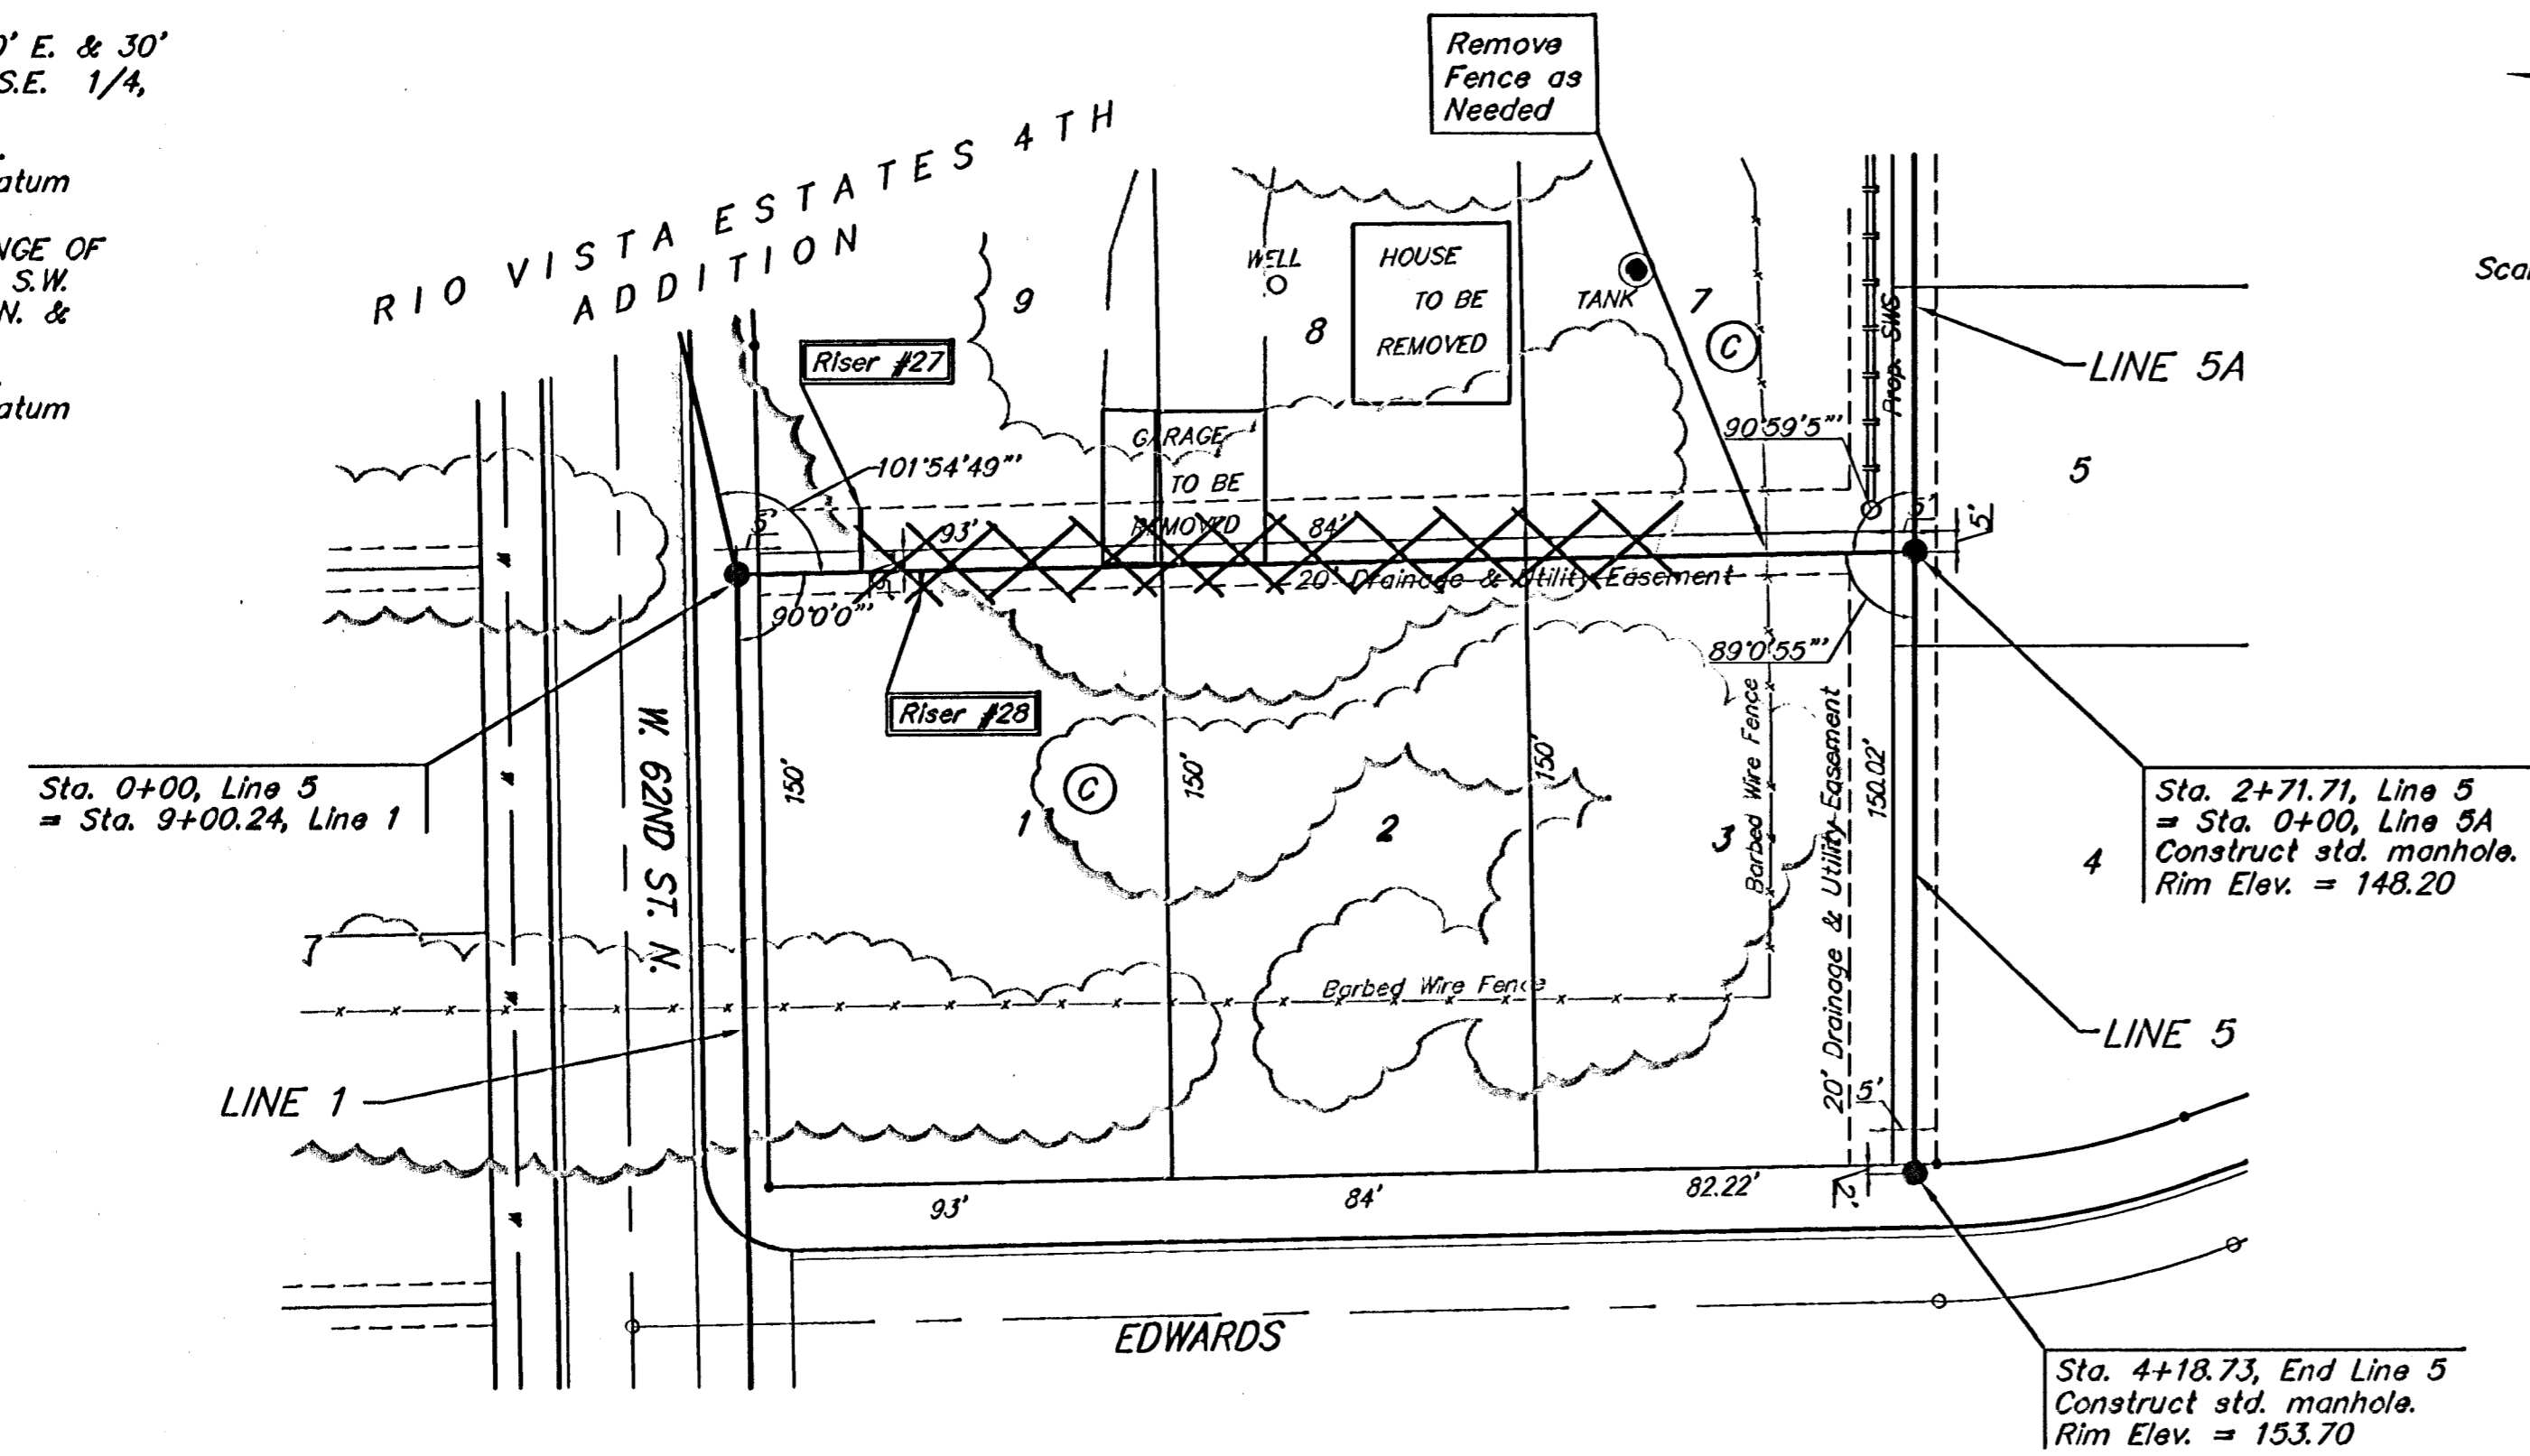 0' E. & 30'
S.E. 1/4,
atum
NGE OF
S.W.
N. &
atum
RIO VISTA ESTATES 4TH
ADDITION
Remove
Fence as
Needed
Scal
Riser #27
9
WELL
8
HOUSE
TO BE
REMOVED
TANK
7
C
Prop. SWS
LINE 5A
5
101°54'49"'
GARAGE
TO BE
REMOVED
90°59'5"'
5'
93'
84'
5'
5'
5'
20' Drainage & Utility Easement
90°0'0"'
89°0'55"'
Riser #28
W. 62ND ST. N.
150'
150'
150'
150.02'
Barbed Wire Fence
20' Drainage & Utility Easement
1
C
2
3
4
Sta. 0+00, Line 5
= Sta. 9+00.24, Line 1
Sta. 2+71.71, Line 5
= Sta. 0+00, Line 5A
Construct std. manhole.
Rim Elev. = 148.20
W
W
W
W
Barbed Wire Fence
LINE 1
LINE 5
5'
2'
93'
84'
82.22'
EDWARDS
Sta. 4+18.73, End Line 5
Construct std. manhole.
Rim Elev. = 153.70